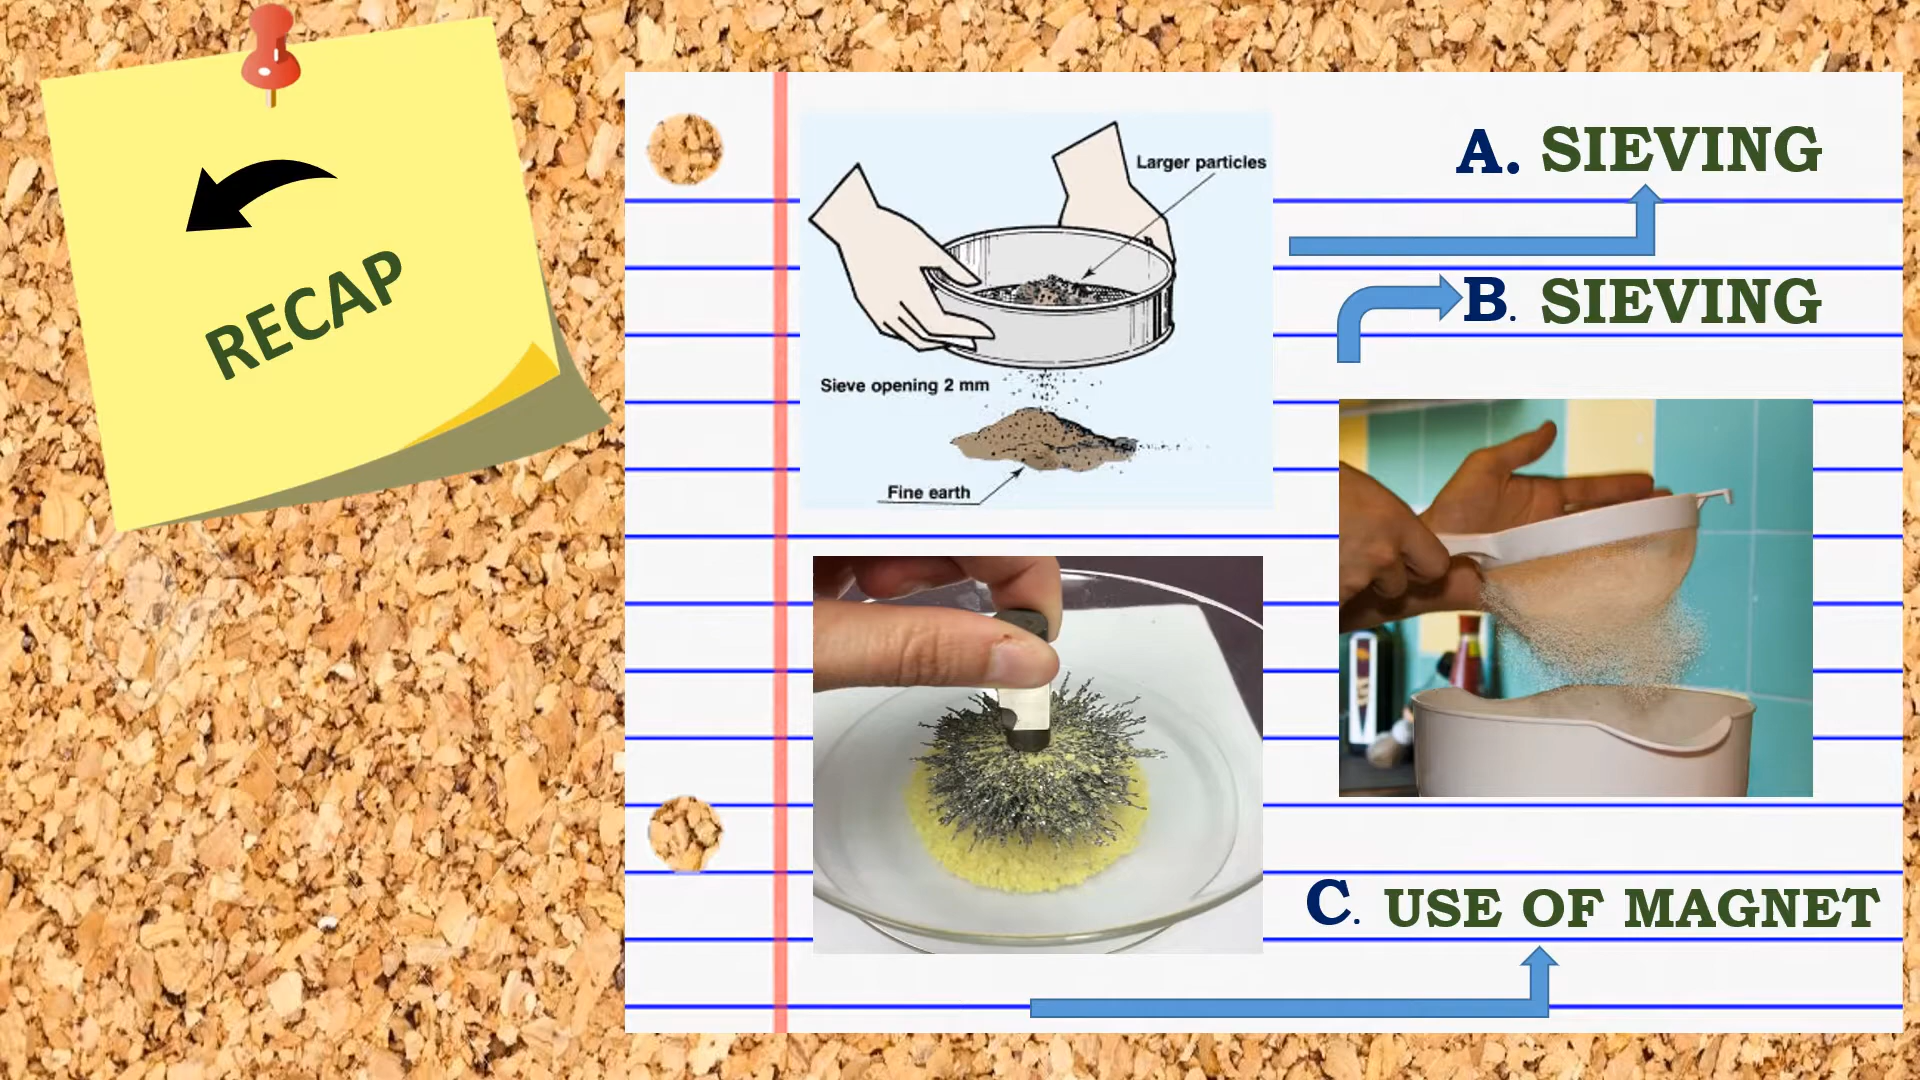 RECAP
Larger particles
Sieve opening 2 mm
Fine earth
A. SIEVING
B. SIEVING
C. USE OF MAGNET